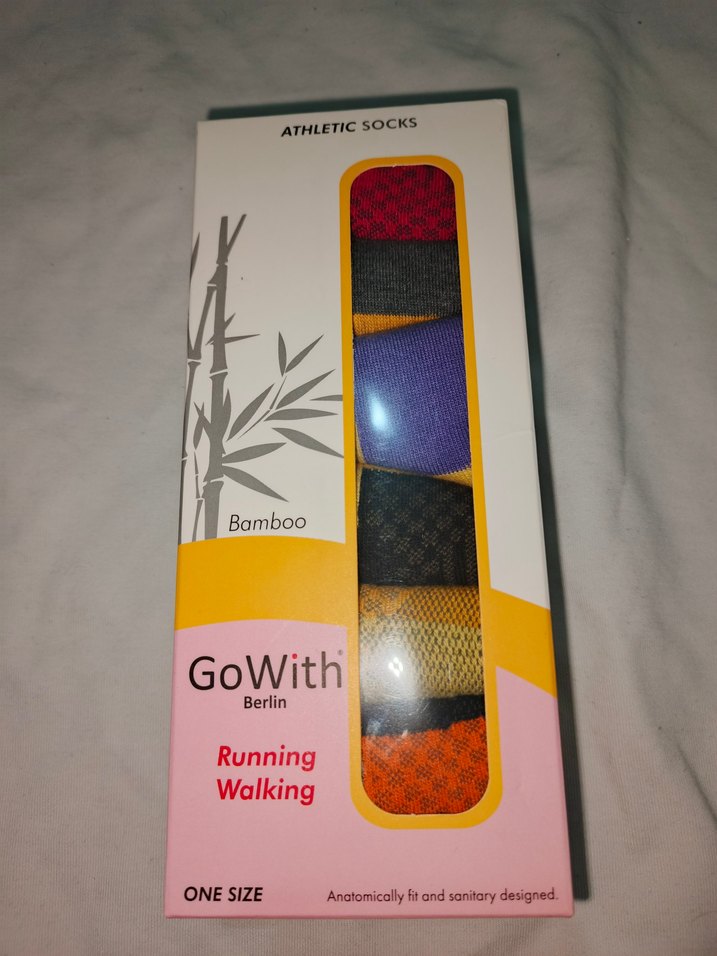 ATHLETIC SOCKS
Bamboo
GoWith®
Berlin
Running
Walking
ONE SIZE
Anatomically fit and sanitary designed.